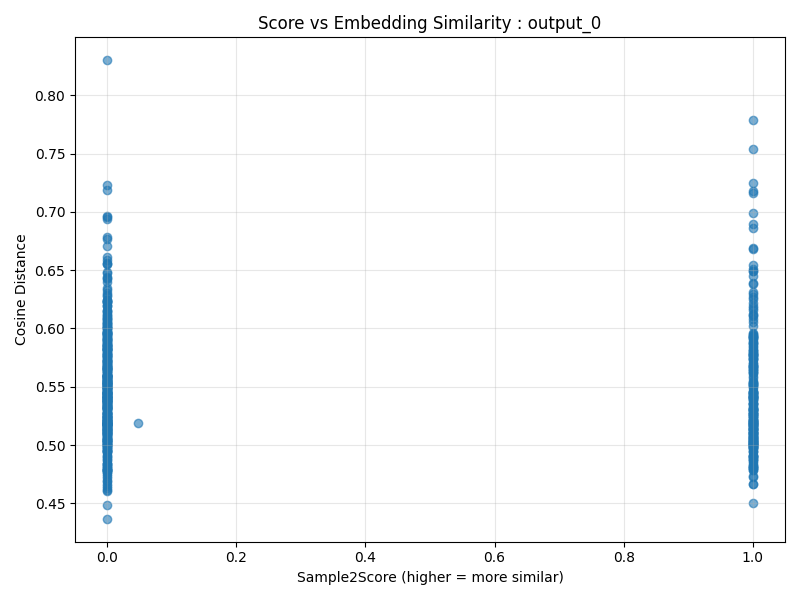 Score vs Embedding Similarity : output_0
Cosine Distance
0.80
0.75
0.70
0.65
0.60
0.55
0.50
0.45
0.0 0.2 0.4 0.6 0.8 1.0
Sample2Score (higher = more similar)